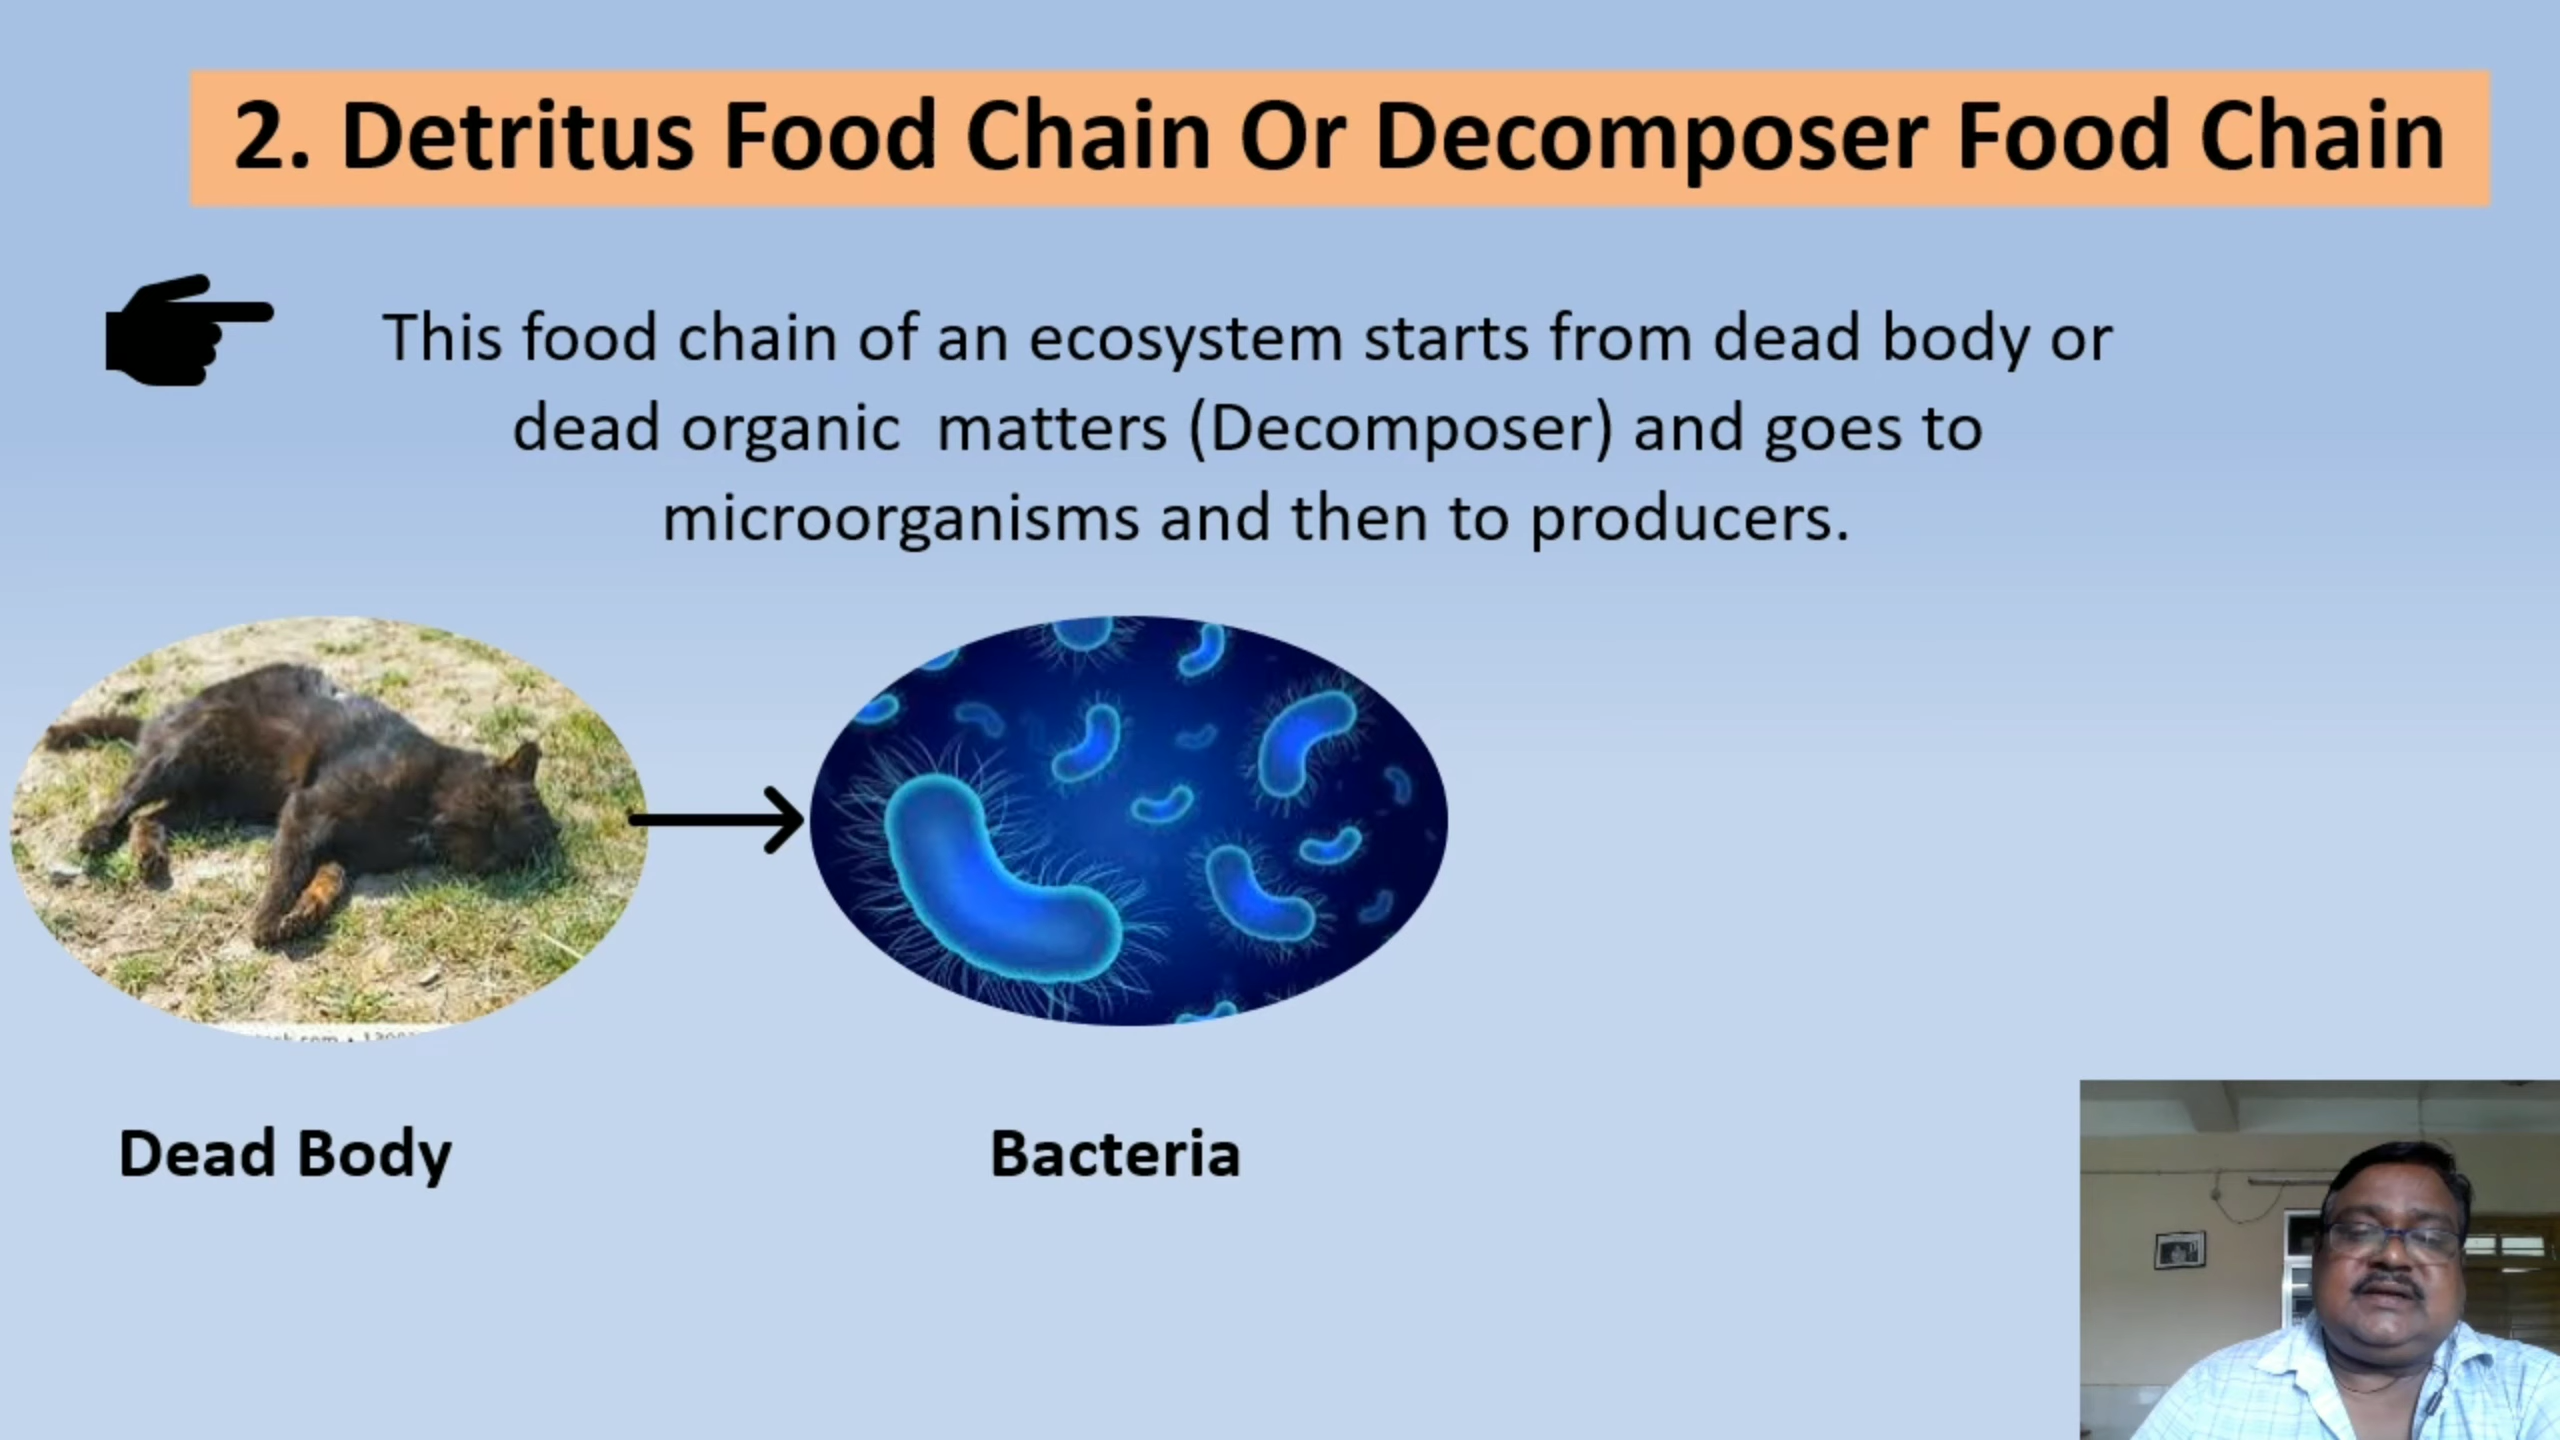 2. Detritus Food Chain Or Decomposer Food Chain
This food chain of an ecosystem starts from dead body or
dead organic matters (Decomposer) and goes to
microorganisms and then to producers.
Dead Body
Bacteria